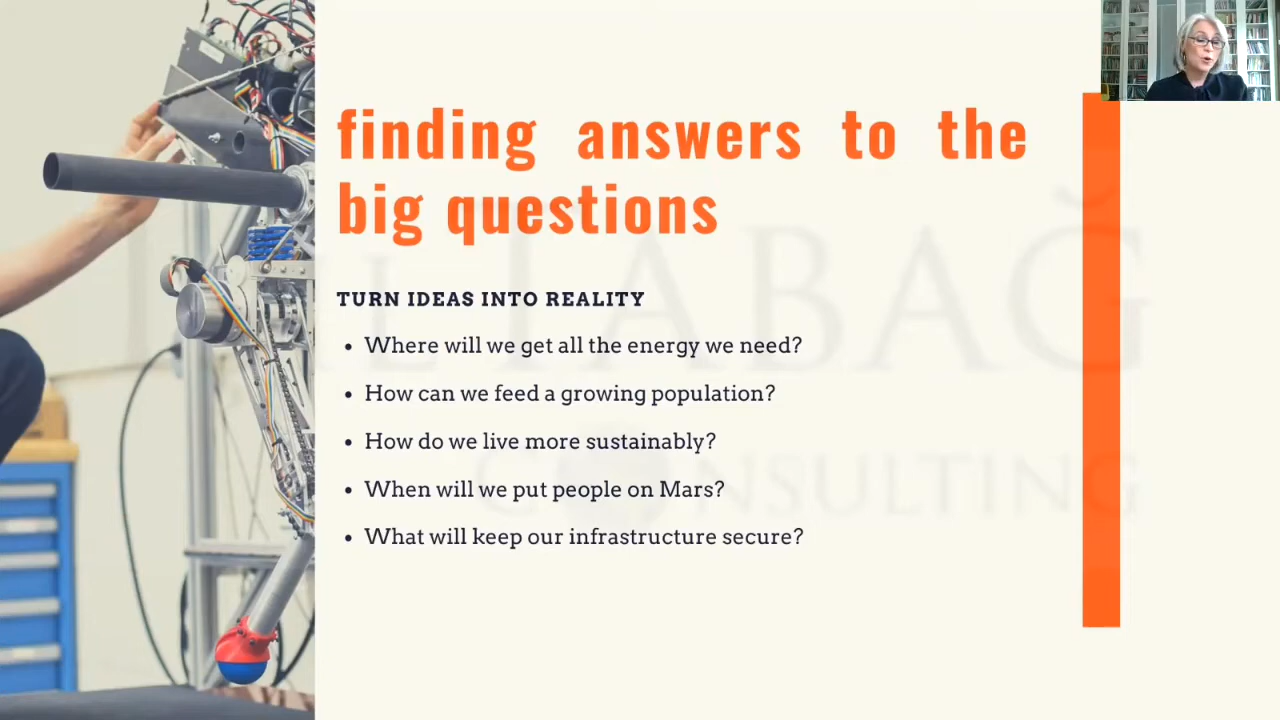 finding answers to the
big questions
TURN IDEAS INTO REALITY
• Where will we get all the energy we need?
• How can we feed a growing population?
• How do we live more sustainably?
• When will we put people on Mars?
• What will keep our infrastructure secure?
TABAĞ
CONSULTING